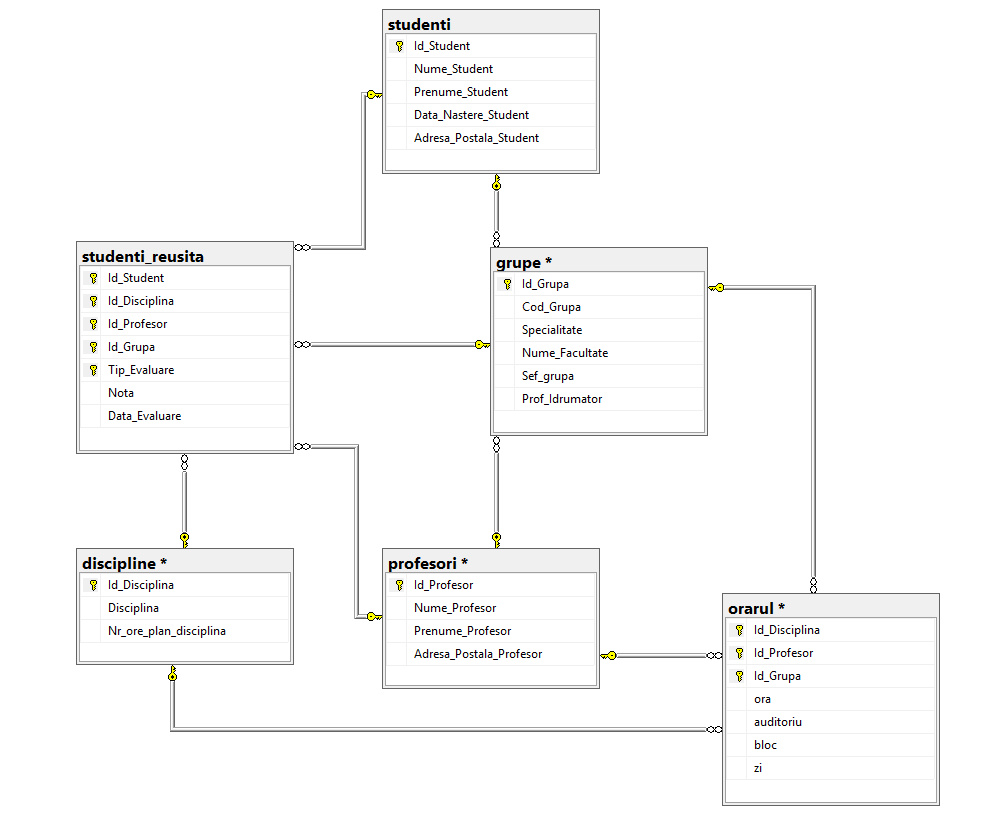 studenti
Id_Student
Nume_Student
Prenume_Student
Data_Nastere_Student
Adresa_Postala_Student
studenti_reusita
Id_Student
Id_Disciplina
Id_Profesor
Id_Grupa
Tip_Evaluare
Nota
Data_Evaluare
grupe *
Id_Grupa
Cod_Grupa
Specialitate
Nume_Facultate
Sef_grupa
Prof_Idrumator
discipline *
Id_Disciplina
Disciplina
Nr_ore_plan_disciplina
profesori *
Id_Profesor
Nume_Profesor
Prenume_Profesor
Adresa_Postala_Profesor
orarul *
Id_Disciplina
Id_Profesor
Id_Grupa
ora
auditoriu
bloc
zi